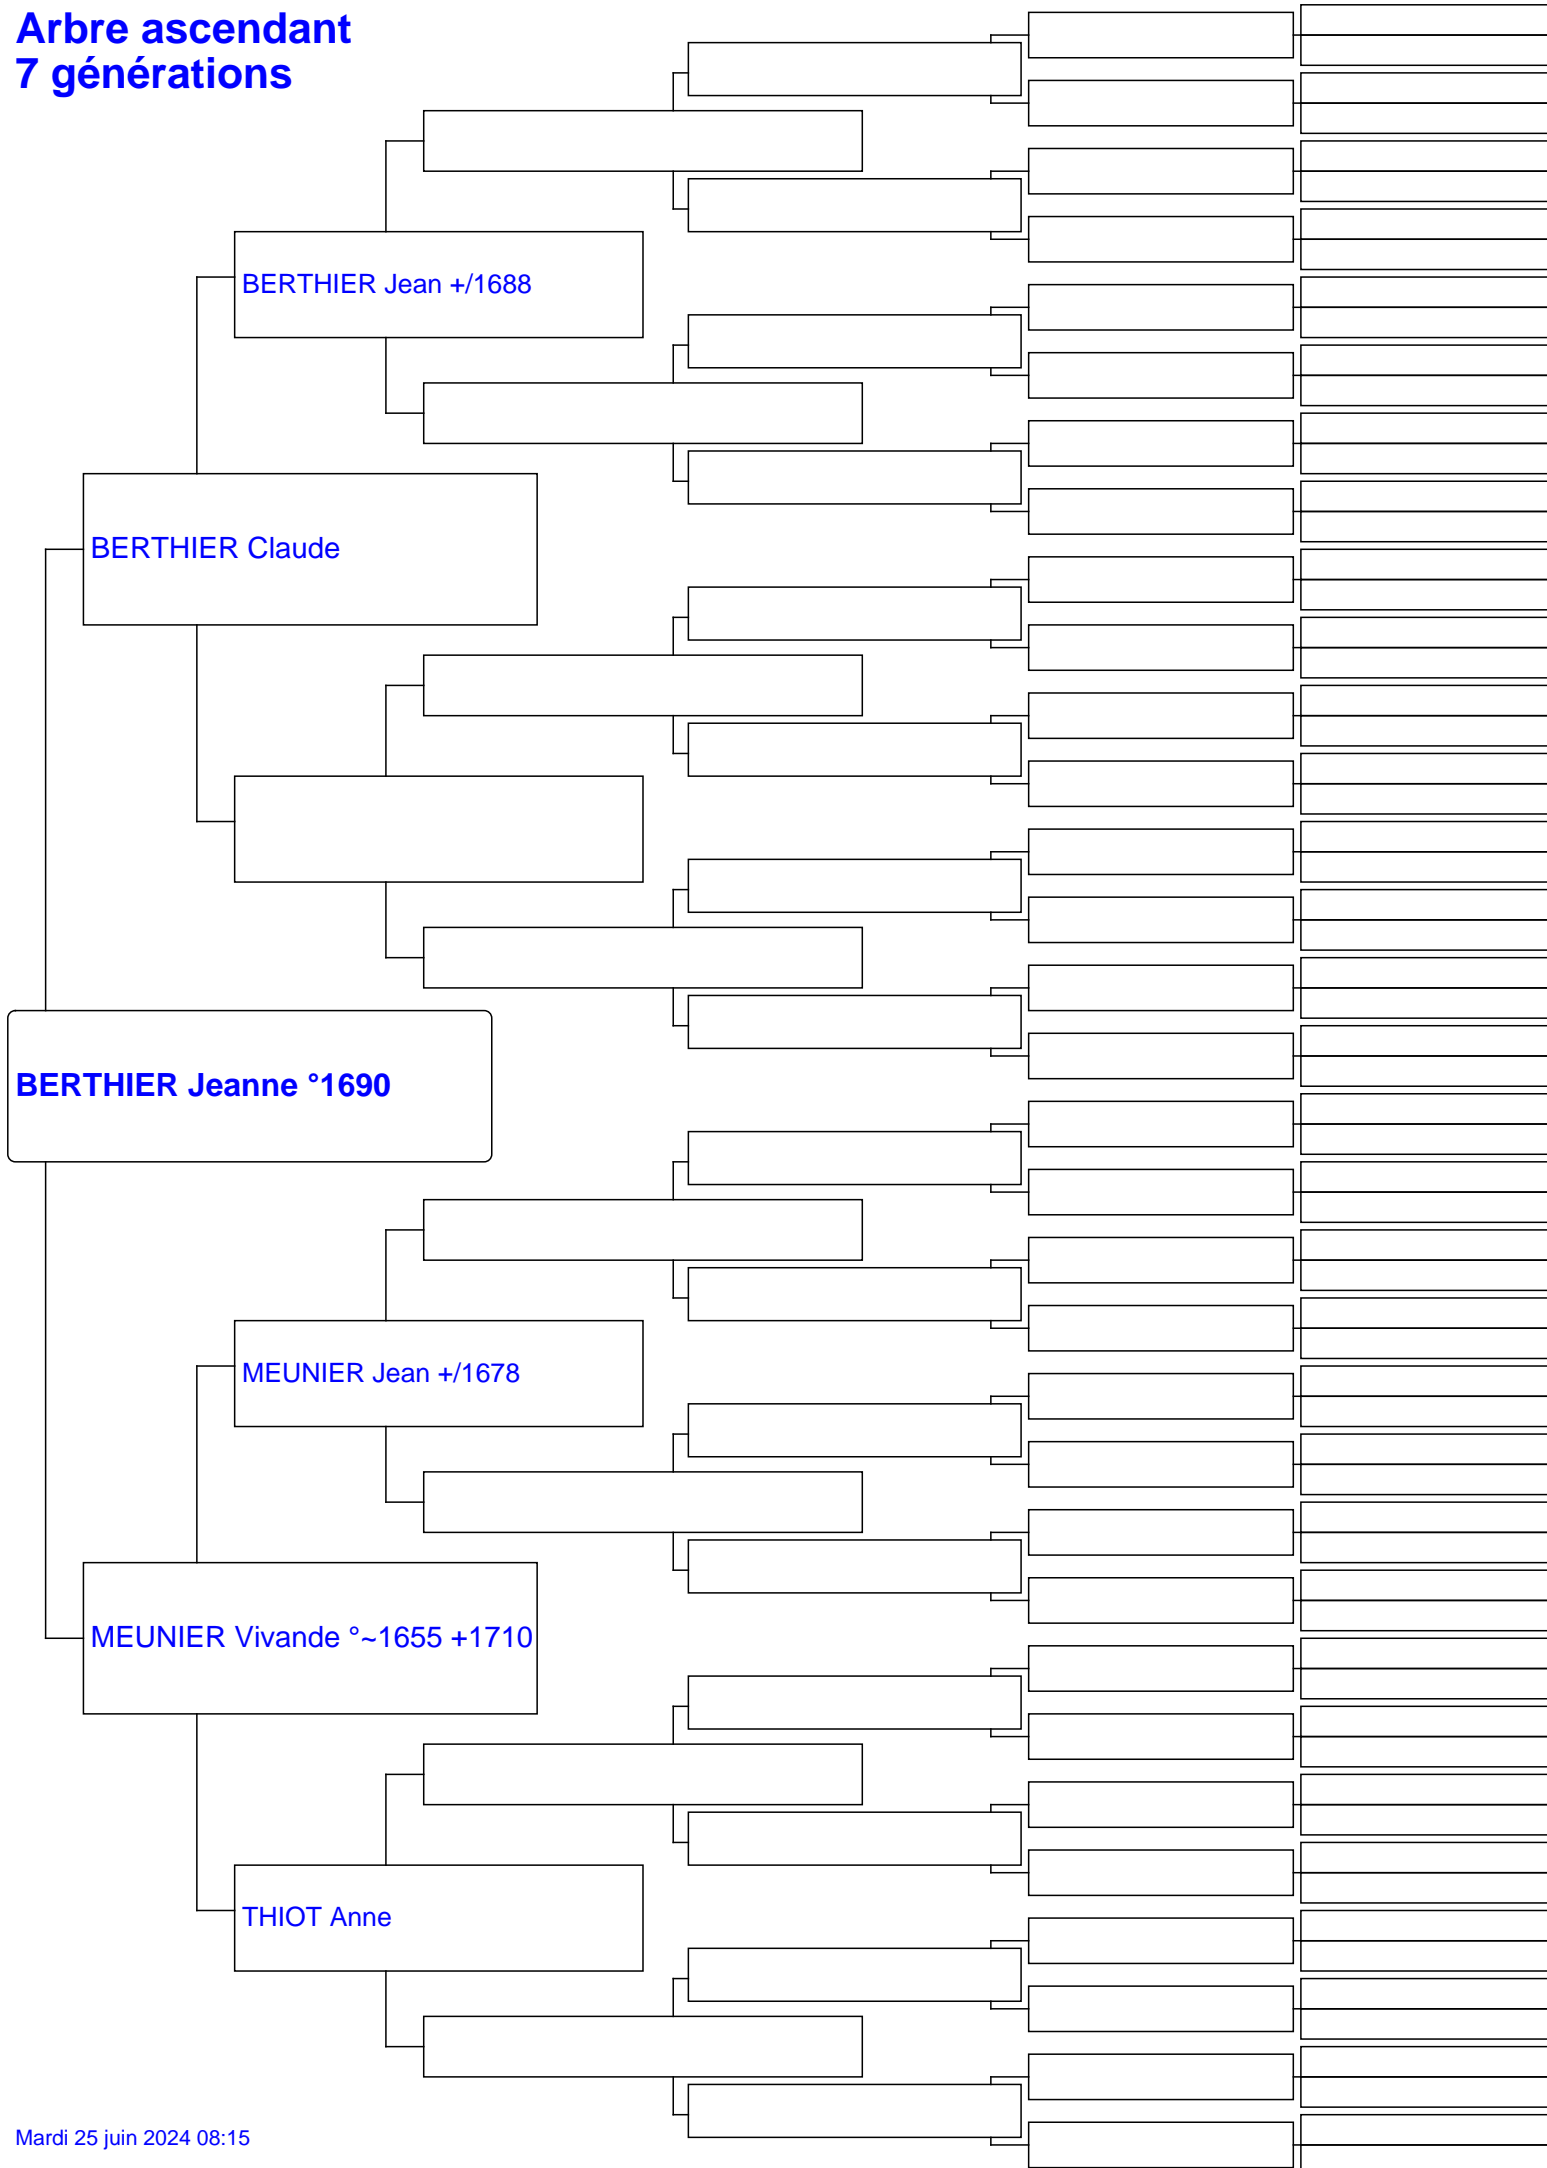 Arbre ascendant
7 générations
BERTHIER Jean +/1688
BERTHIER Claude
BERTHIER Jeanne °1690
MEUNIER Jean +/1678
MEUNIER Vivande °~1655 +1710
THIOT Anne
Mardi 25 juin 2024 08:15